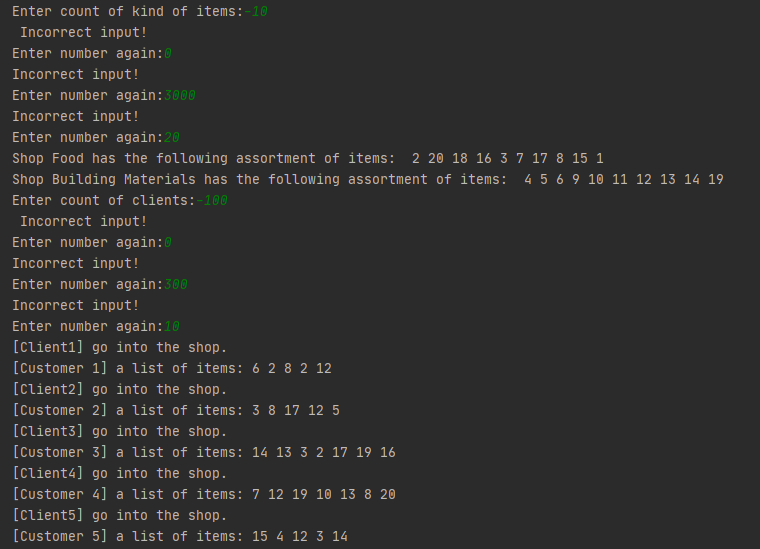 Enter count of kind of items:-10
 Incorrect input!
Enter number again:0
Incorrect input!
Enter number again:3000
Incorrect input!
Enter number again:20
Shop Food has the following assortment of items:  2 20 18 16 3 7 17 8 15 1
Shop Building Materials has the following assortment of items:  4 5 6 9 10 11 12 13 14 19
Enter count of clients:-100
 Incorrect input!
Enter number again:0
Incorrect input!
Enter number again:300
Incorrect input!
Enter number again:10
[Client1] go into the shop.
[Customer 1] a list of items: 6 2 8 2 12
[Client2] go into the shop.
[Customer 2] a list of items: 3 8 17 12 5
[Client3] go into the shop.
[Customer 3] a list of items: 14 13 3 2 17 19 16
[Client4] go into the shop.
[Customer 4] a list of items: 7 12 19 10 13 8 20
[Client5] go into the shop.
[Customer 5] a list of items: 15 4 12 3 14